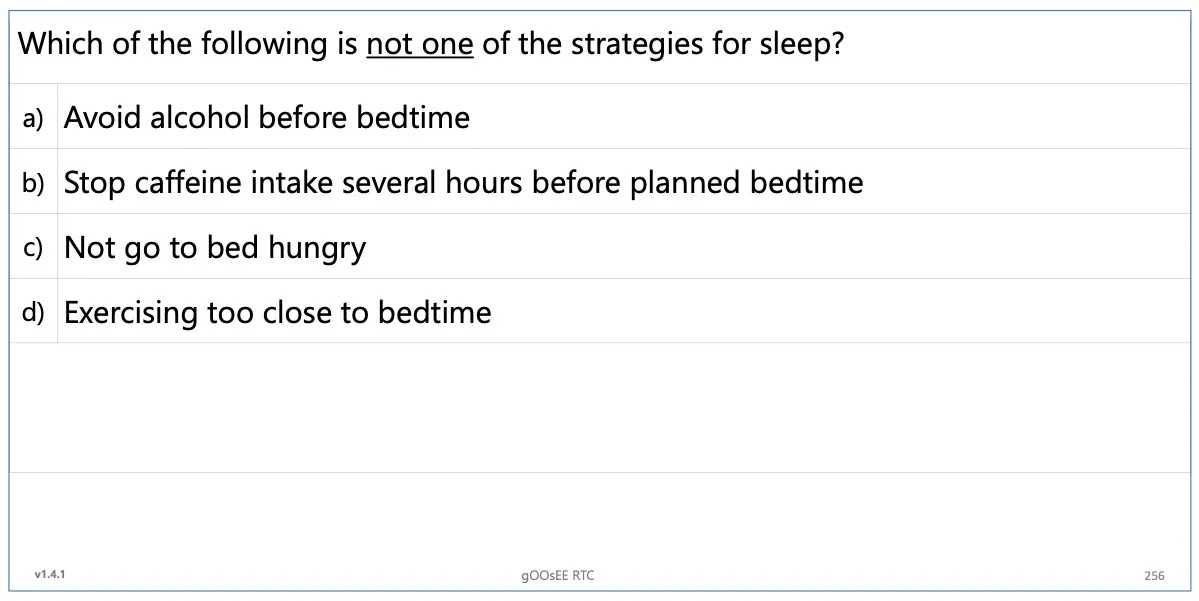 Which of the following is not one of the strategies for sleep?
a) Avoid alcohol before bedtime
b) Stop caffeine intake several hours before planned bedtime
c) Not go to bed hungry
d) Exercising too close to bedtime
v1.4.1 gOOsEE RTC 256